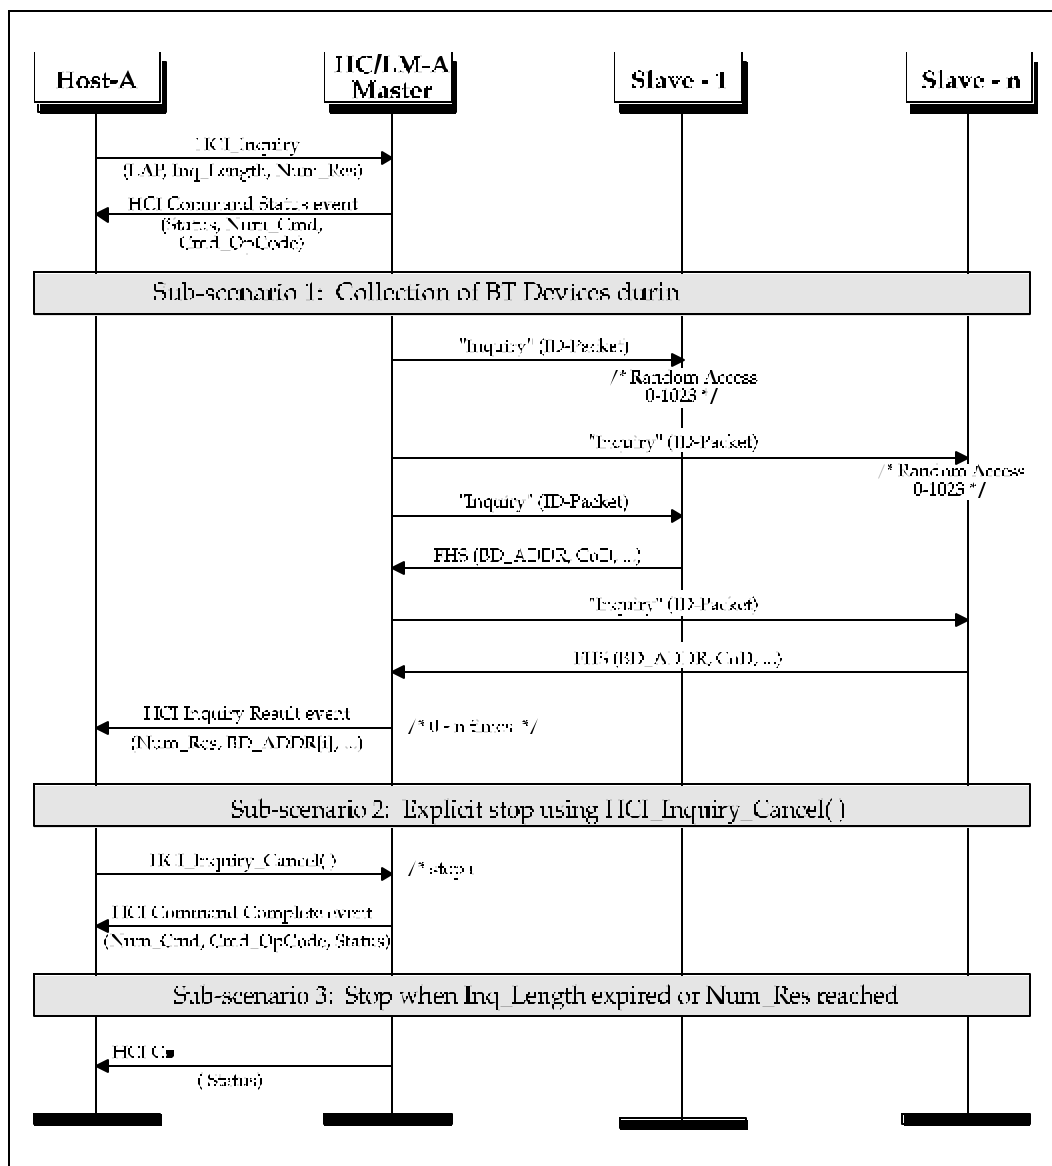 Host-A
HC/LM-A
Master
Slave - 1
Slave - n
HCI_Inquiry
(LAP, Inq_Length, Num_Res)
HCI Command Status event
(Status, Num_Cmd,
Cmd_OpCode)
Sub-scenario 1: Collection of BT Devices durin
"Inquiry" (ID-Packet)
/* Random Access
0-1023 */
"Inquiry" (ID-Packet)
/* Random Access
0-1023 */
"Inquiry" (ID-Packet)
FHS (BD_ADDR, CoD, ...)
"Inquiry" (ID-Packet)
FHS (BD_ADDR, CoD, ...)
HCI Inquiry Result event
/* 0 - n times */
(Num_Res, BD_ADDR[i], ...)
Sub-scenario 2: Explicit stop using HCI_Inquiry_Cancel( )
HCI_Inquiry_Cancel( )
/* stop
HCI Command Complete event
(Num_Cmd, Cmd_OpCode, Status)
Sub-scenario 3: Stop when Inq_Length expired or Num_Res reached
HCI
( Status)